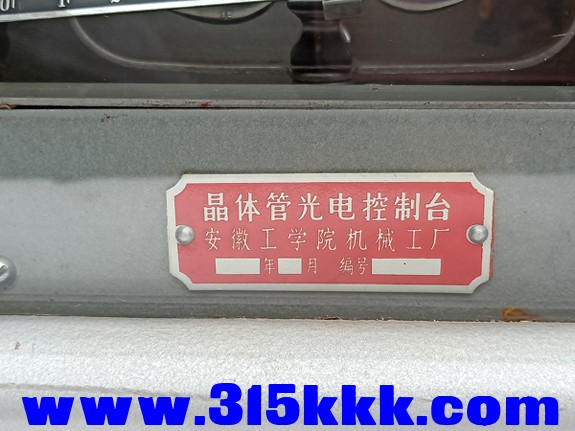 晶体管光电控制台
安徽工学院机械工厂
年 月 编号
www.315kkk.com